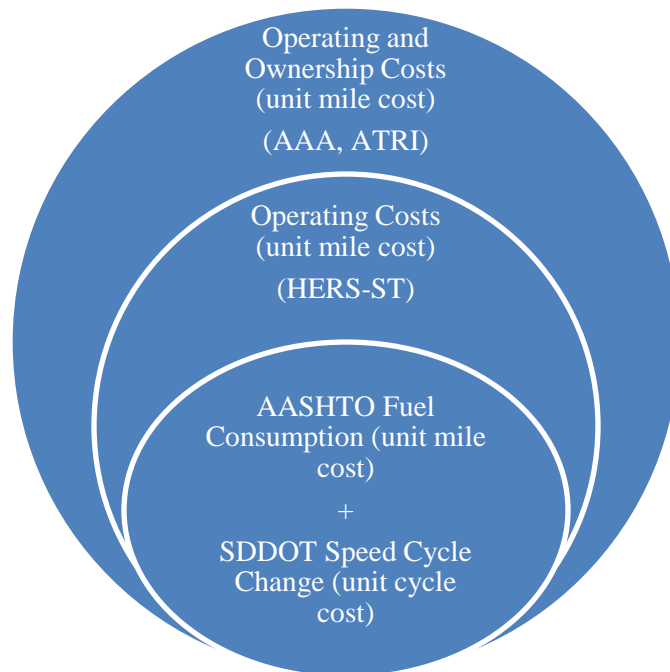 Operating and
Ownership Costs
(unit mile cost)
(AAA, ATRI)
Operating Costs
(unit mile cost)
(HERS-ST)
AASHTO Fuel
Consumption (unit mile
cost)
+
SDDOT Speed Cycle
Change (unit cycle
cost)